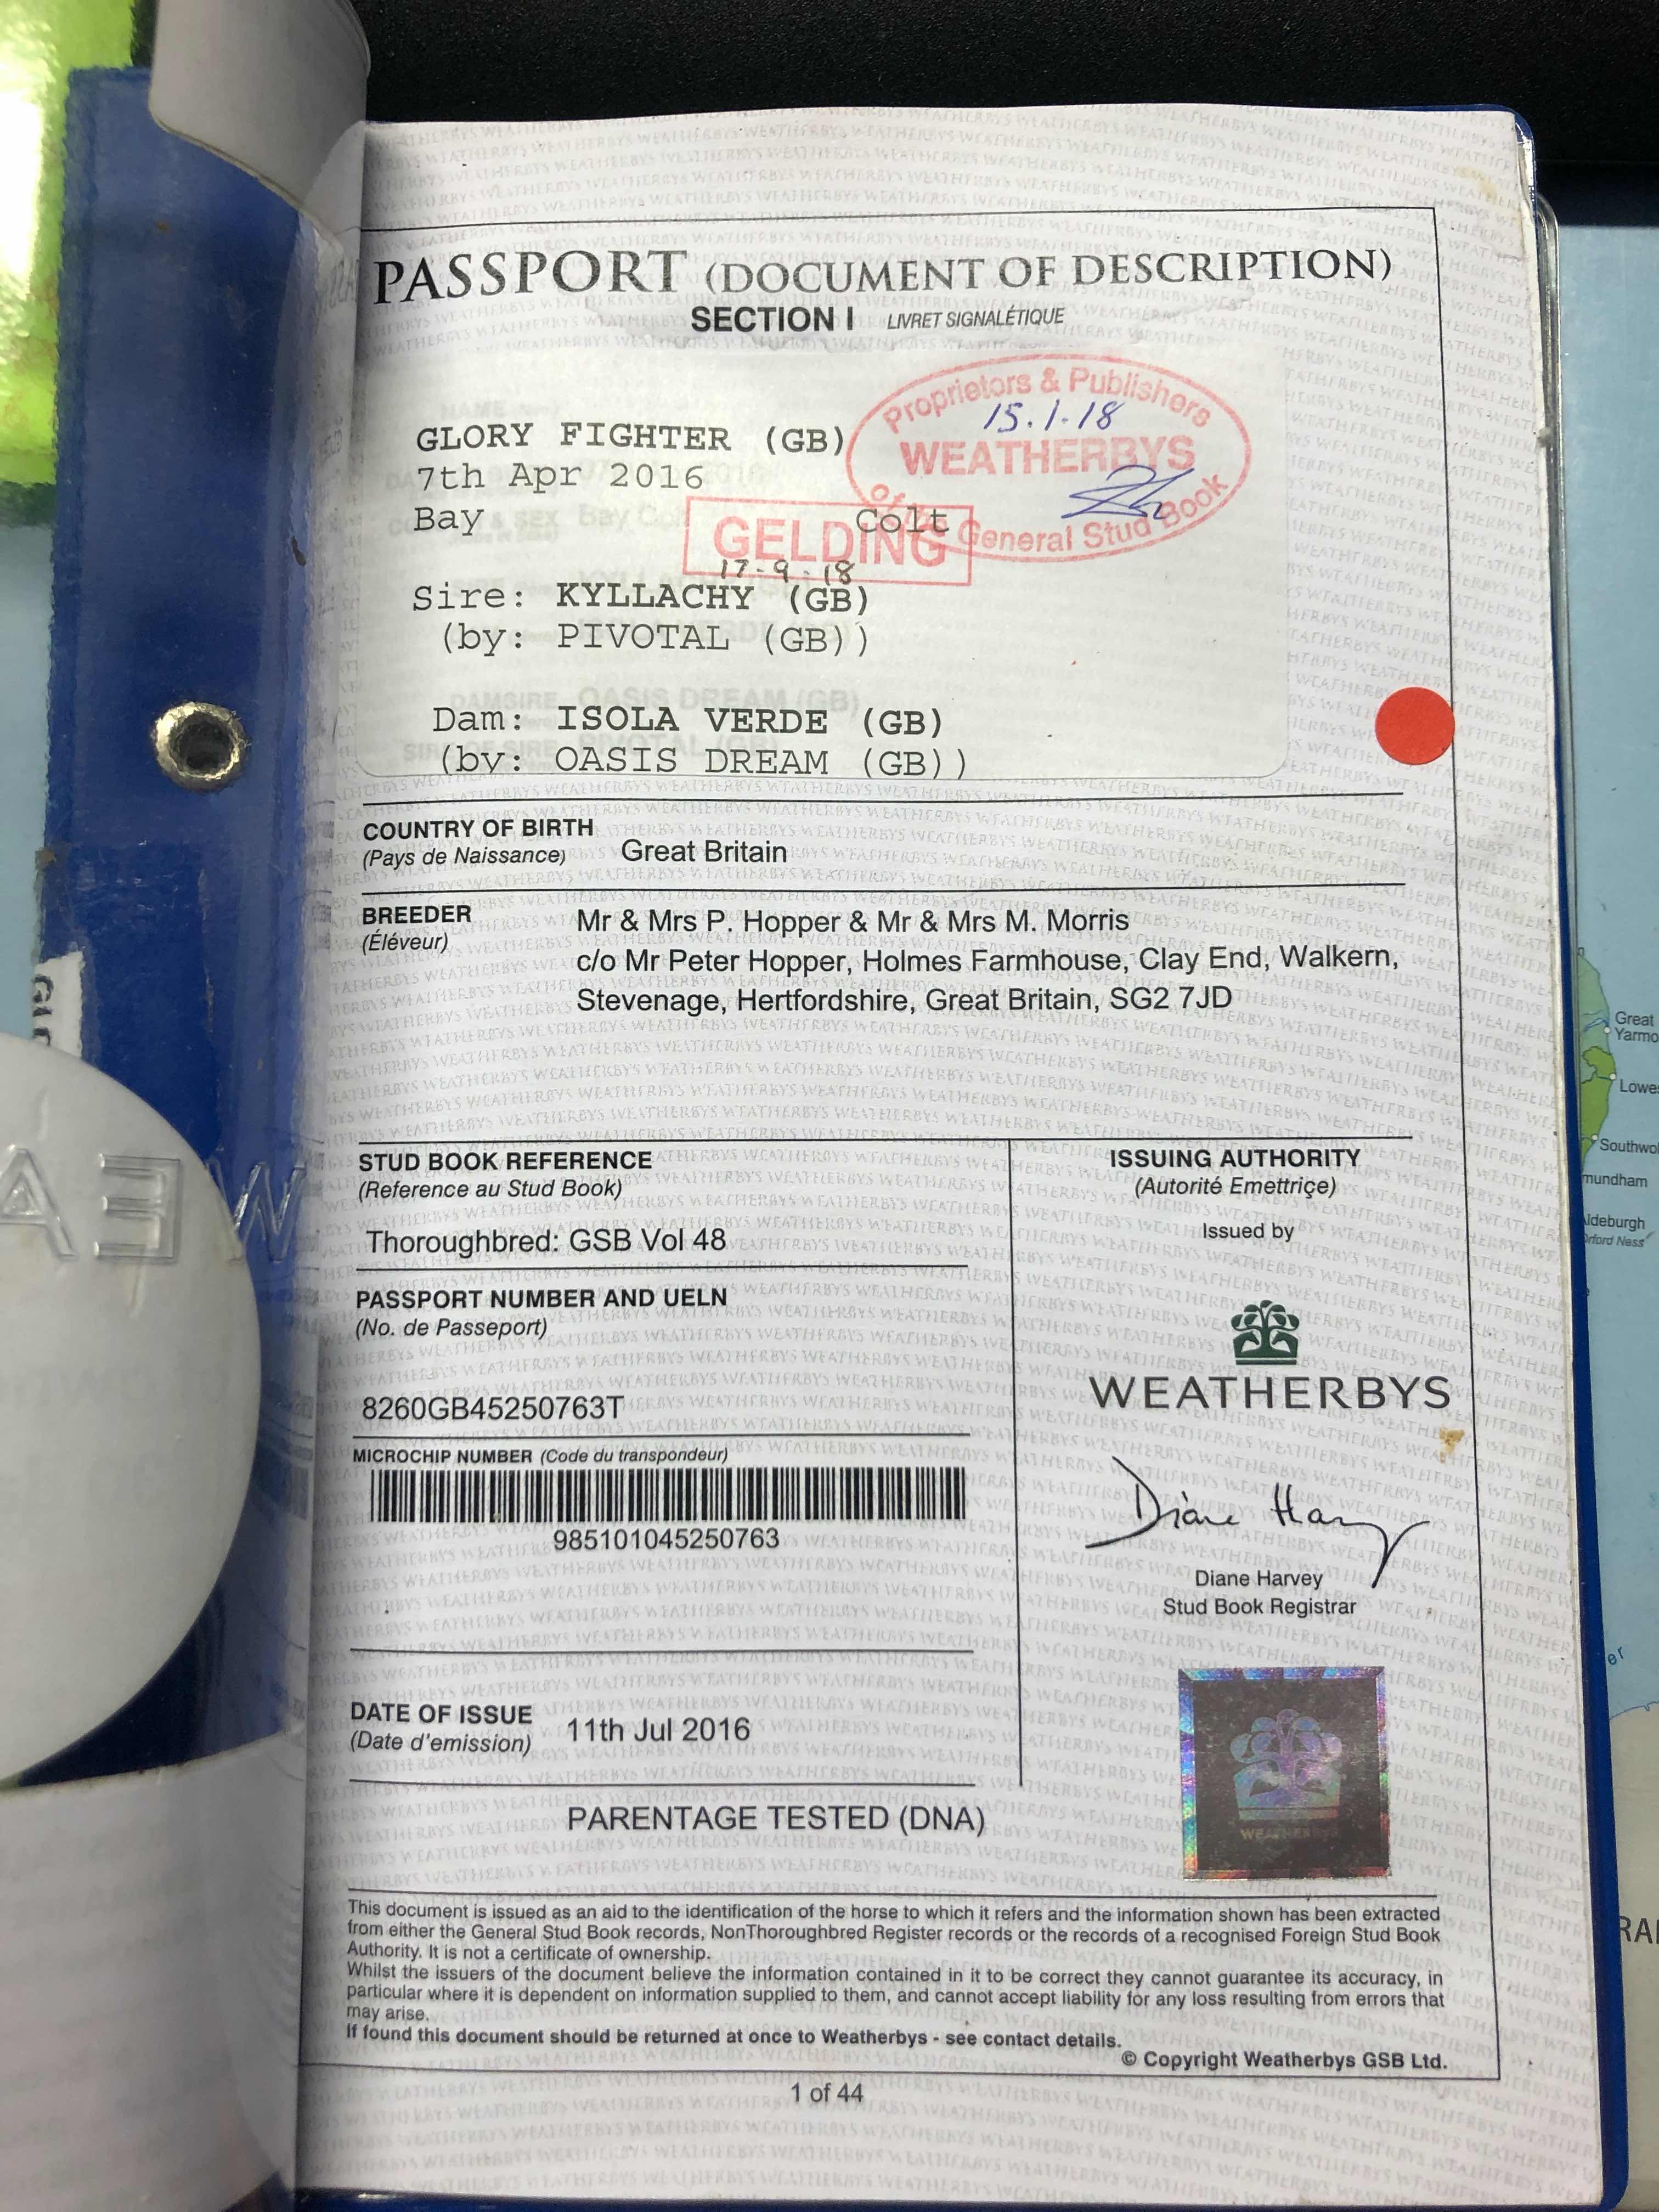 PASSPORT (DOCUMENT OF DESCRIPTION)
SECTION I LIVRET SIGNALÉTIQUE
Proprietors & Publishers
15.1.18
WEATHERBYS
of the General Stud Book
GLORY FIGHTER (GB)
7th Apr 2016
Bay Colt
GELDING
17-9-18
Sire: KYLLACHY (GB)
(by: PIVOTAL (GB))
Dam: ISOLA VERDE (GB)
(by: OASIS DREAM (GB))
COUNTRY OF BIRTH
(Pays de Naissance) Great Britain
BREEDER Mr & Mrs P. Hopper & Mr & Mrs M. Morris
(Éléveur)
c/o Mr Peter Hopper, Holmes Farmhouse, Clay End, Walkern,
Stevenage, Hertfordshire, Great Britain, SG2 7JD
STUD BOOK REFERENCE
(Reference au Stud Book)
Thoroughbred: GSB Vol 48
PASSPORT NUMBER AND UELN
(No. de Passeport)
8260GB45250763T
MICROCHIP NUMBER (Code du transpondeur)
985101045250763
ISSUING AUTHORITY
(Autorité Emettriçe)
Issued by
WEATHERBYS
Diane Harvey
Diane Harvey
Stud Book Registrar
WEATHERBYS
DATE OF ISSUE 11th Jul 2016
(Date d'emission)
PARENTAGE TESTED (DNA)
This document is issued as an aid to the identification of the horse to which it refers and the information shown has been extracted
from either the General Stud Book records, NonThoroughbred Register records or the records of a recognised Foreign Stud Book
Authority. It is not a certificate of ownership.
Whilst the issuers of the document believe the information contained in it to be correct they cannot guarantee its accuracy, in
particular where it is dependent on information supplied to them, and cannot accept liability for any loss resulting from errors that
may arise.
If found this document should be returned at once to Weatherbys - see contact details.
© Copyright Weatherbys GSB Ltd.
1 of 44
Great
Yarmo
Lowe
Southwo
mundham
ldeburgh
Orford Ness